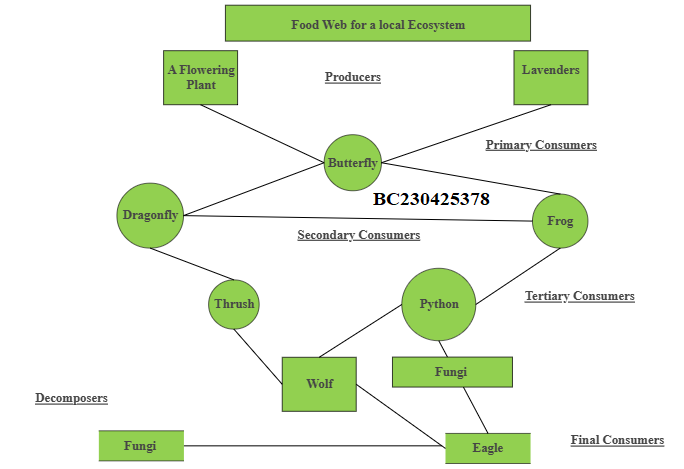 Food Web for a local Ecosystem
A Flowering
Plant
Producers
Lavenders
Primary Consumers
Butterfly
BC230425378
Dragonfly
Frog
Secondary Consumers
Tertiary Consumers
Thrush
Python
Wolf
Fungi
Decomposers
Fungi
Eagle
Final Consumers